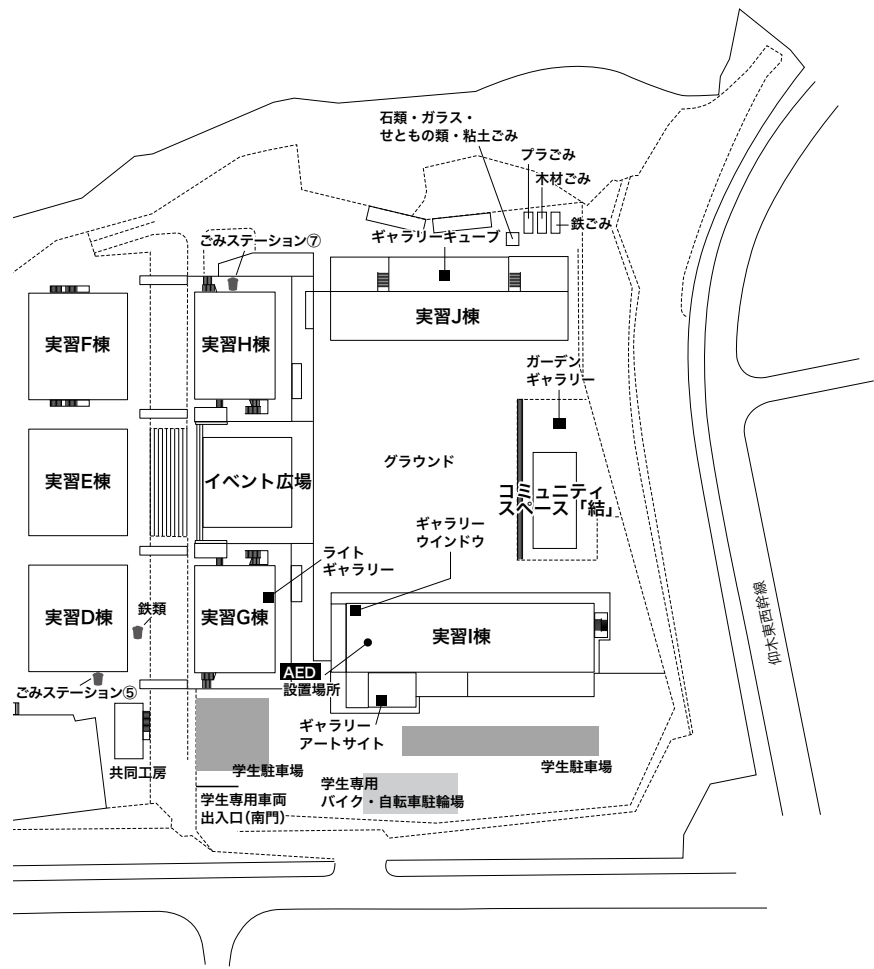 石類・ガラス・
せともの類・粘土ごみ
プラごみ
木材ごみ
鉄ごみ
ごみステーション⑦
ギャラリーキューブ
実習J棟
実習F棟
実習H棟
ガーデン
ギャラリー
グラウンド
実習E棟
イベント広場
コミュニティ
スペース「結」
ギャラリー
ウインドウ
ライト
ギャラリー
実習D棟
鉄類
実習G棟
実習I棟
仰木東西幹線
AED
設置場所
ごみステーション⑤
ギャラリー
アートサイト
共同工房
学生駐車場
学生駐車場
学生専用
バイク・自転車駐輪場
学生専用車両
出入口(南門)